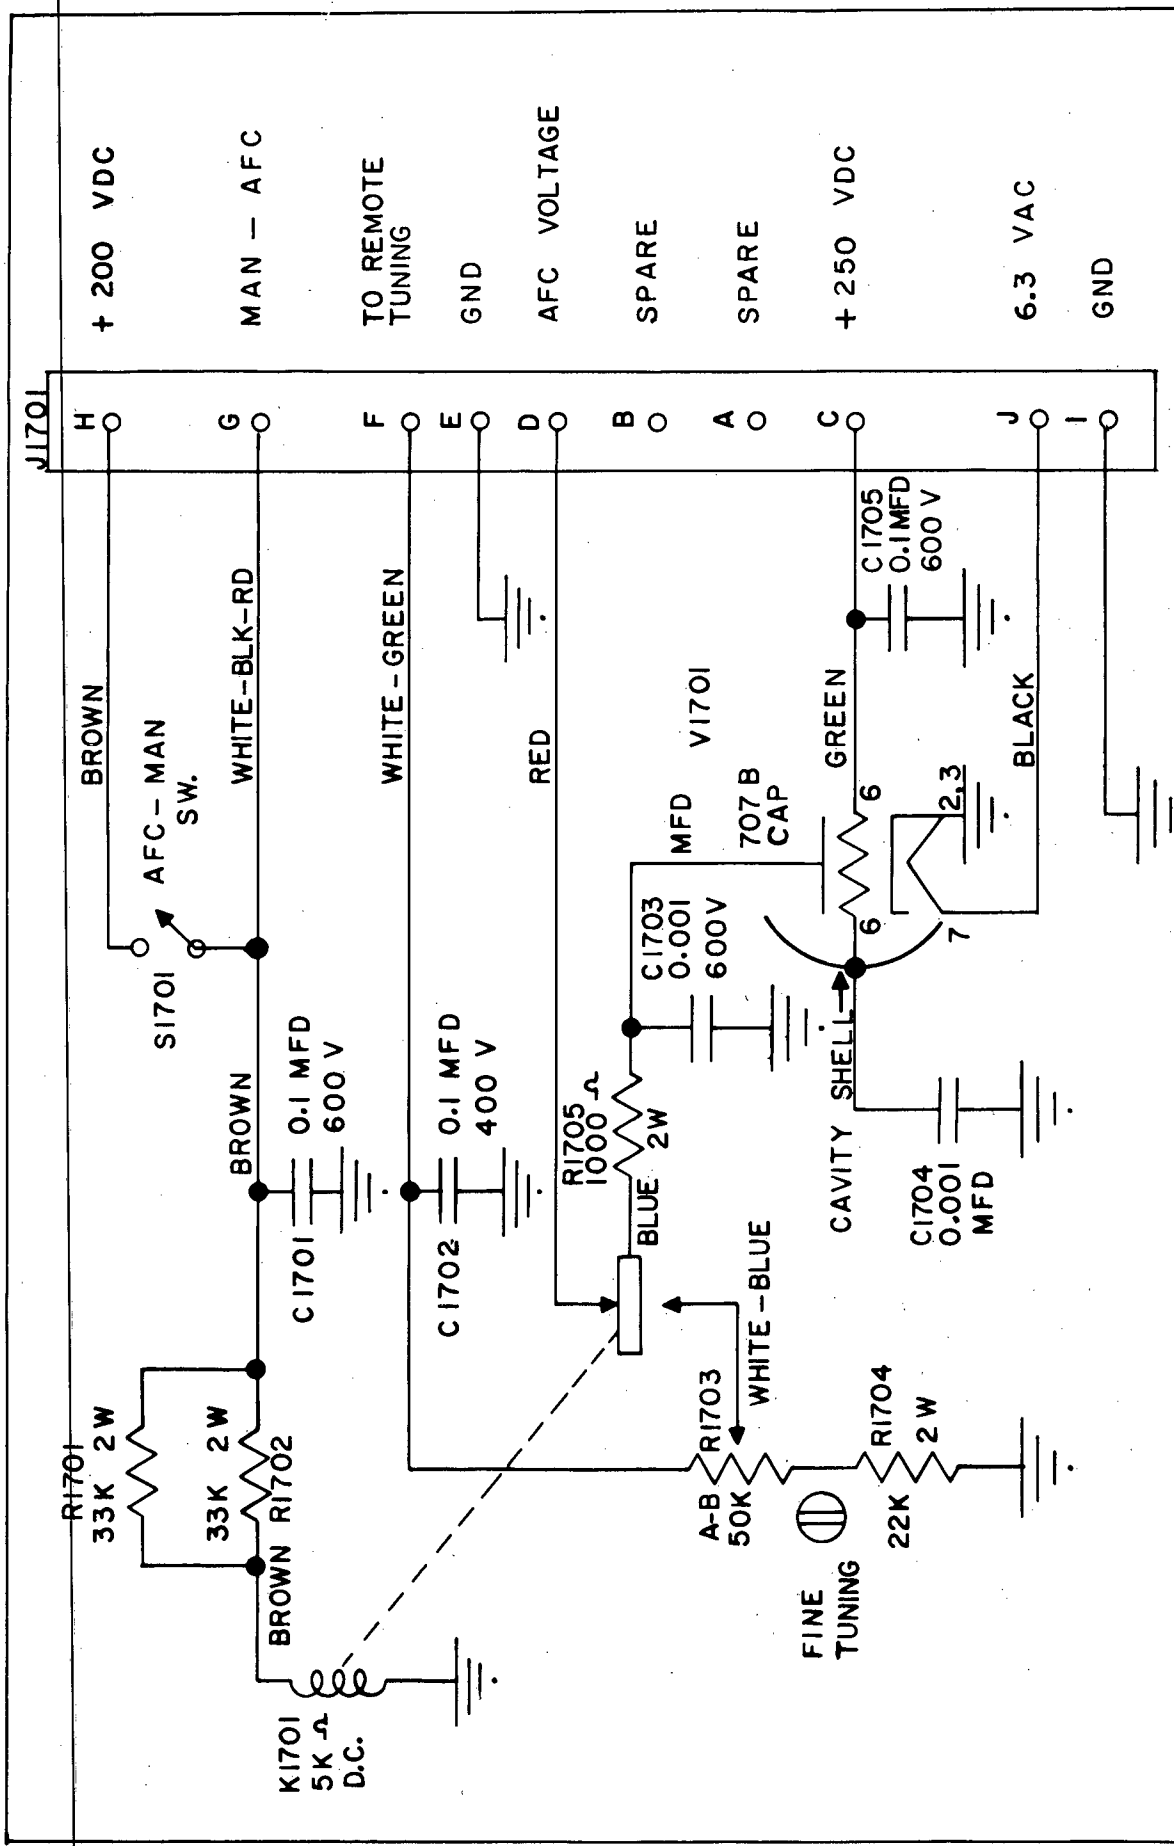 J1701
H
+ 200 VDC
G
MAN – AFC
F
TO REMOTE
TUNING
E
GND
D
AFC VOLTAGE
B
SPARE
A
SPARE
C
+ 250 VDC
J
6.3 VAC
I
GND
BROWN
AFC – MAN
SW.
S1701
WHITE-BLK-RD
BROWN
0.1 MFD
600 V
C1701
R1701
33K 2W
33K 2W
R1702
BROWN
K1701
5K Ω
D.C.
WHITE-GREEN
0.1 MFD
400 V
C1702
RED
R1705
1000 Ω
2W
BLUE
WHITE-BLUE
C1703
0.001 MFD
600V
V1701
707 B
CAP
GREEN
C1705
0.1MFD
600 V
6
6
2,3
7
BLACK
CAVITY SHELL
C1704
0.001
MFD
A-B R1703
50K
R1704
22K 2W
FINE
TUNING